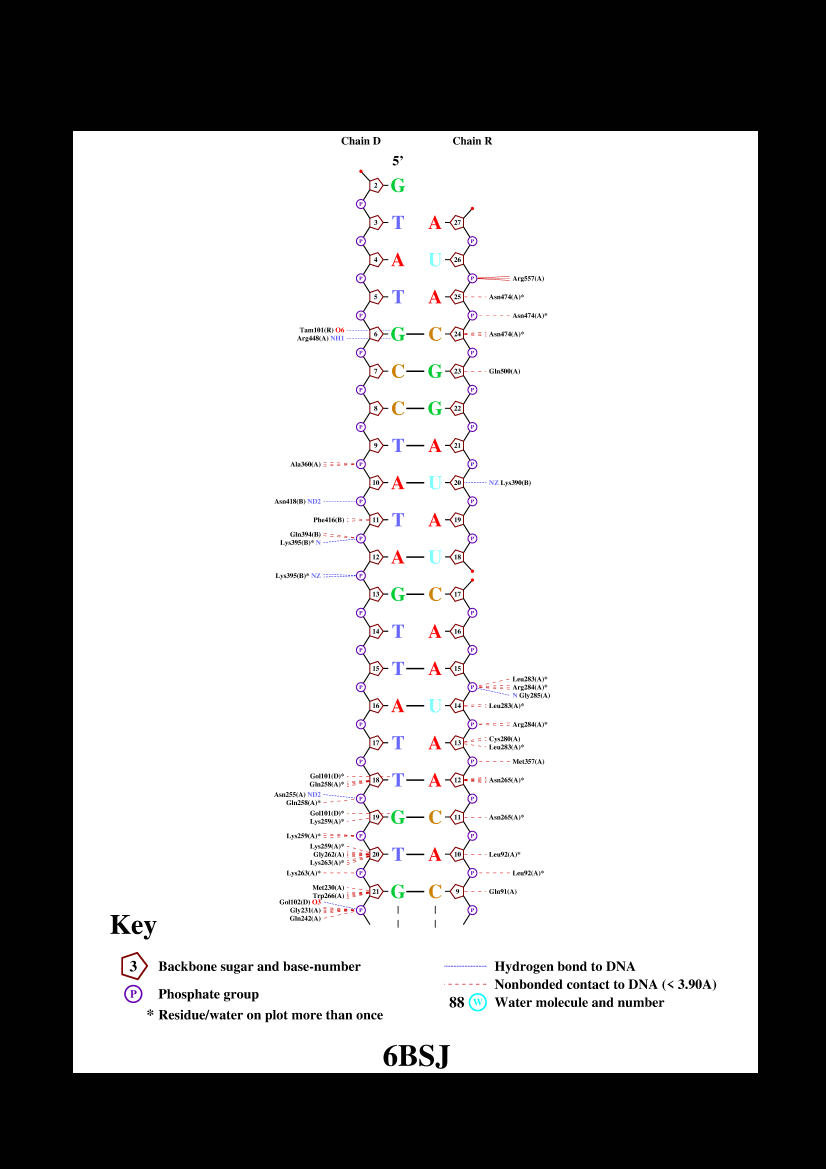 Chain D Chain R
5’
2 G
P
3 T A 27
P P
4 A U 26
P P Arg557(A)
5 T A 25 Asn474(A)*
P P Asn474(A)*
Tam101(R) O6
Arg448(A) NH1
6 G C 24 Asn474(A)*
P P
7 C G 23 Gln500(A)
P P
8 C G 22
P P
9 T A 21
Ala360(A) P P
10 A U 20 NZ Lys390(B)
Asn418(B) ND2 P P
Phe416(B) 11 T A 19
Gln394(B)
Lys395(B)* N
P P
12 A U 18
Lys395(B)* NZ P
13 G C 17
P P
14 T A 16
P P
15 T A 15
P P
Leu283(A)*
Arg284(A)*
N Gly285(A)
16 A U 14 Leu283(A)*
P P Arg284(A)*
17 T A 13
Cys280(A)
Leu283(A)*
P P Met357(A)
Gol101(D)*
Gln258(A)*
18 T A 12 Asn265(A)*
Asn255(A) ND2
Gln258(A)*
P P
Gol101(D)*
Lys259(A)*
19 G C 11 Asn265(A)*
Lys259(A)* P P
Lys259(A)*
Gly262(A)
Lys263(A)*
20 T A 10 Leu92(A)*
Lys263(A)* P P Leu92(A)*
Met230(A)
Trp266(A)
21 G C 9 Gln91(A)
Gol102(D) O3
Gly231(A)
Gln242(A)
P P
Key
3 Backbone sugar and base-number
P Phosphate group
* Residue/water on plot more than once
Hydrogen bond to DNA
Nonbonded contact to DNA (< 3.90A)
88 W Water molecule and number
6BSJ